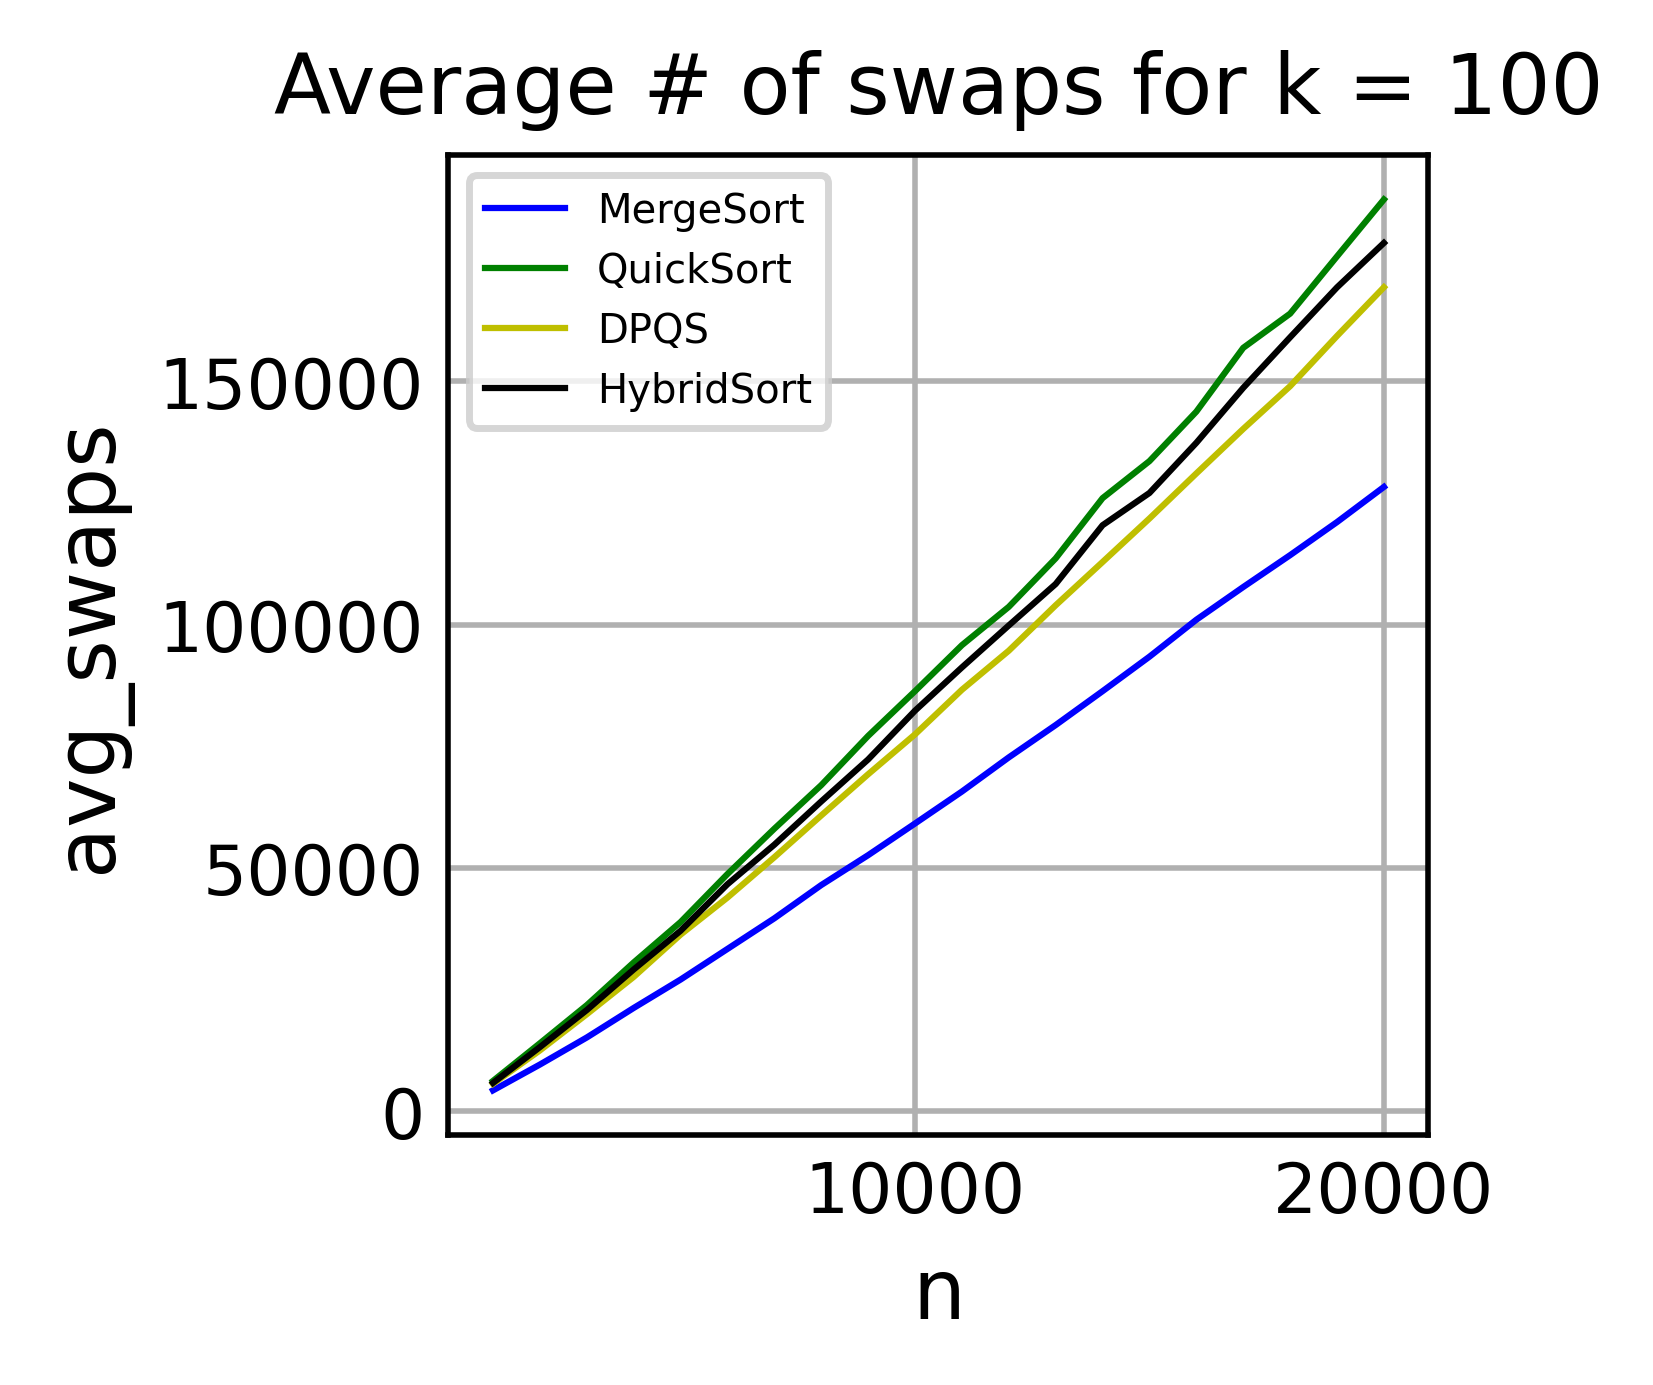 Average # of swaps for k = 100
MergeSort
QuickSort
DPQS
HybridSort
150000
100000
50000
0
avg_swaps
10000
20000
n